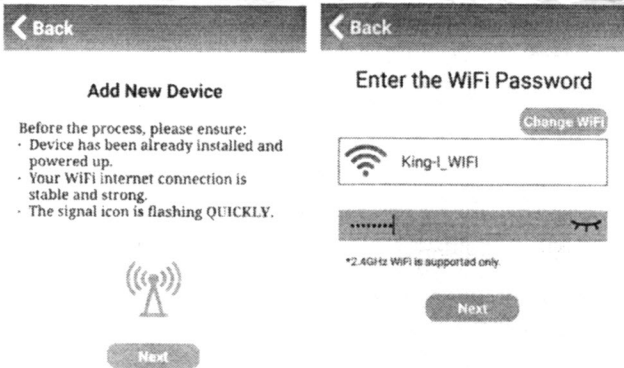 Back
Add New Device
Before the process, please ensure:
· Device has been already installed and
powered up.
· Your WiFi internet connection is
stable and strong.
· The signal icon is flashing QUICKLY.
Next
Back
Enter the WiFi Password
Change WiFi
King-I_WIFI
········
*2.4GHz WiFi is supported only.
Next